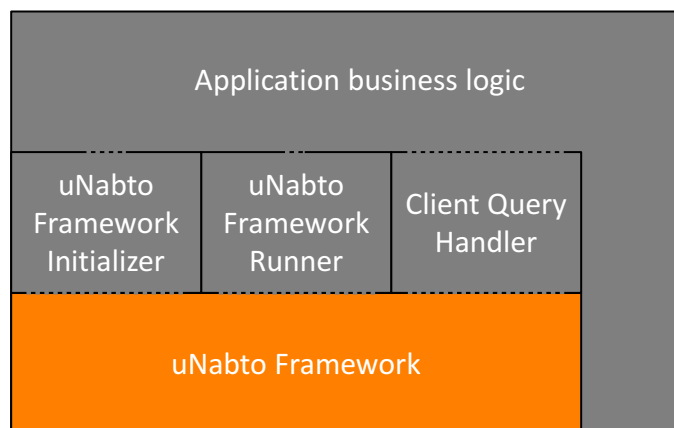 Application business logic
uNabto
Framework
Initializer
uNabto
Framework
Runner
Client Query
Handler
uNabto Framework